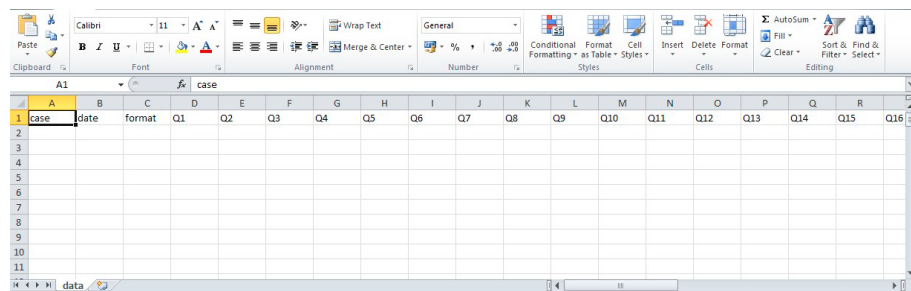 Calibri 11 A A Wrap Text General Σ AutoSum
Fill
Paste B I U A Merge & Center % , .0 .00 .00 .0 Conditional Formatting Format as Table Cell Styles Insert Delete Format Clear Sort & Filter Find & Select
Clipboard Font Alignment Number Styles Cells Editing
A1 fx case
A B C D E F G H I J K L M N O P Q R
1 case date format Q1 Q2 Q3 Q4 Q5 Q6 Q7 Q8 Q9 Q10 Q11 Q12 Q13 Q14 Q15 Q16
2
3
4
5
6
7
8
9
10
11
data